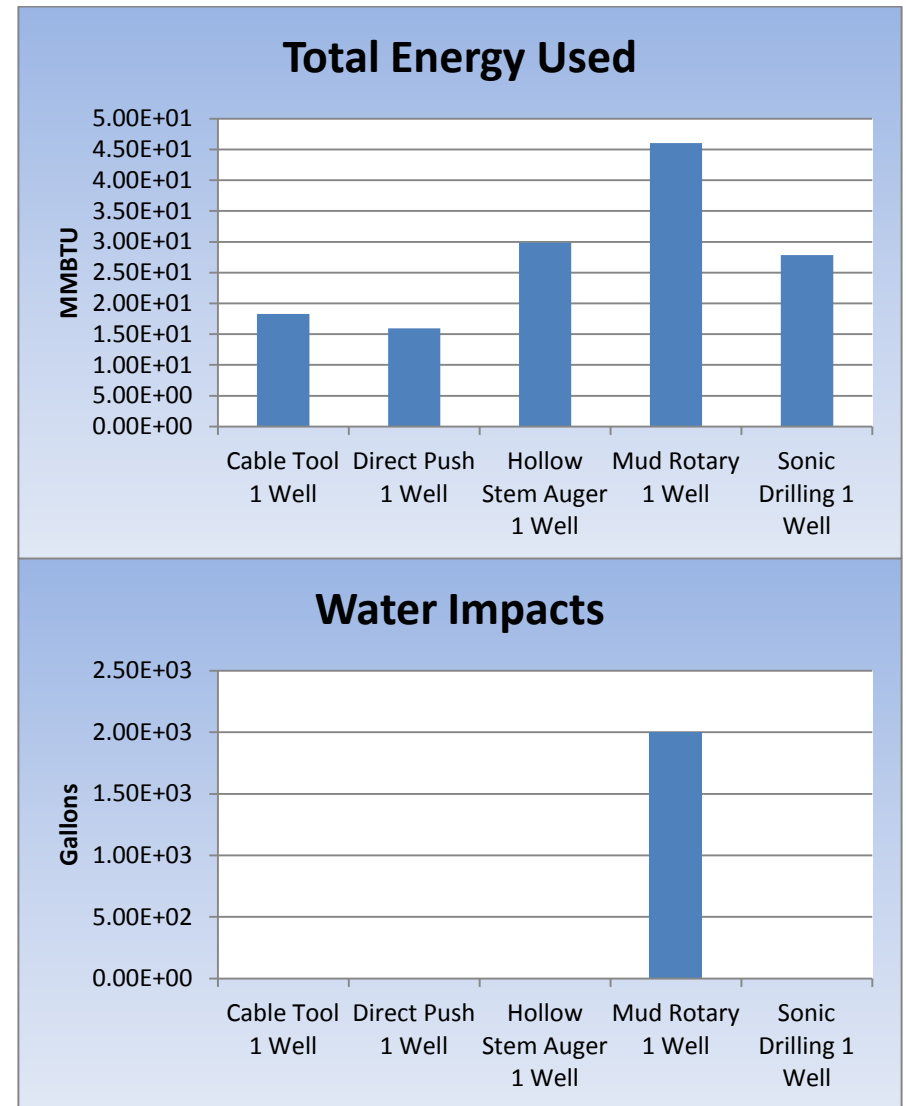 Total Energy Used
5.00E+01
4.50E+01
4.00E+01
3.50E+01
3.00E+01
2.50E+01
2.00E+01
1.50E+01
1.00E+01
5.00E+00
0.00E+00
MMBTU
Cable Tool
1 Well
Direct Push
1 Well
Hollow
Stem Auger
1 Well
Mud Rotary
1 Well
Sonic
Drilling 1
Well
Water Impacts
2.50E+03
2.00E+03
1.50E+03
1.00E+03
5.00E+02
0.00E+00
Gallons
Cable Tool
1 Well
Direct Push
1 Well
Hollow
Stem Auger
1 Well
Mud Rotary
1 Well
Sonic
Drilling 1
Well